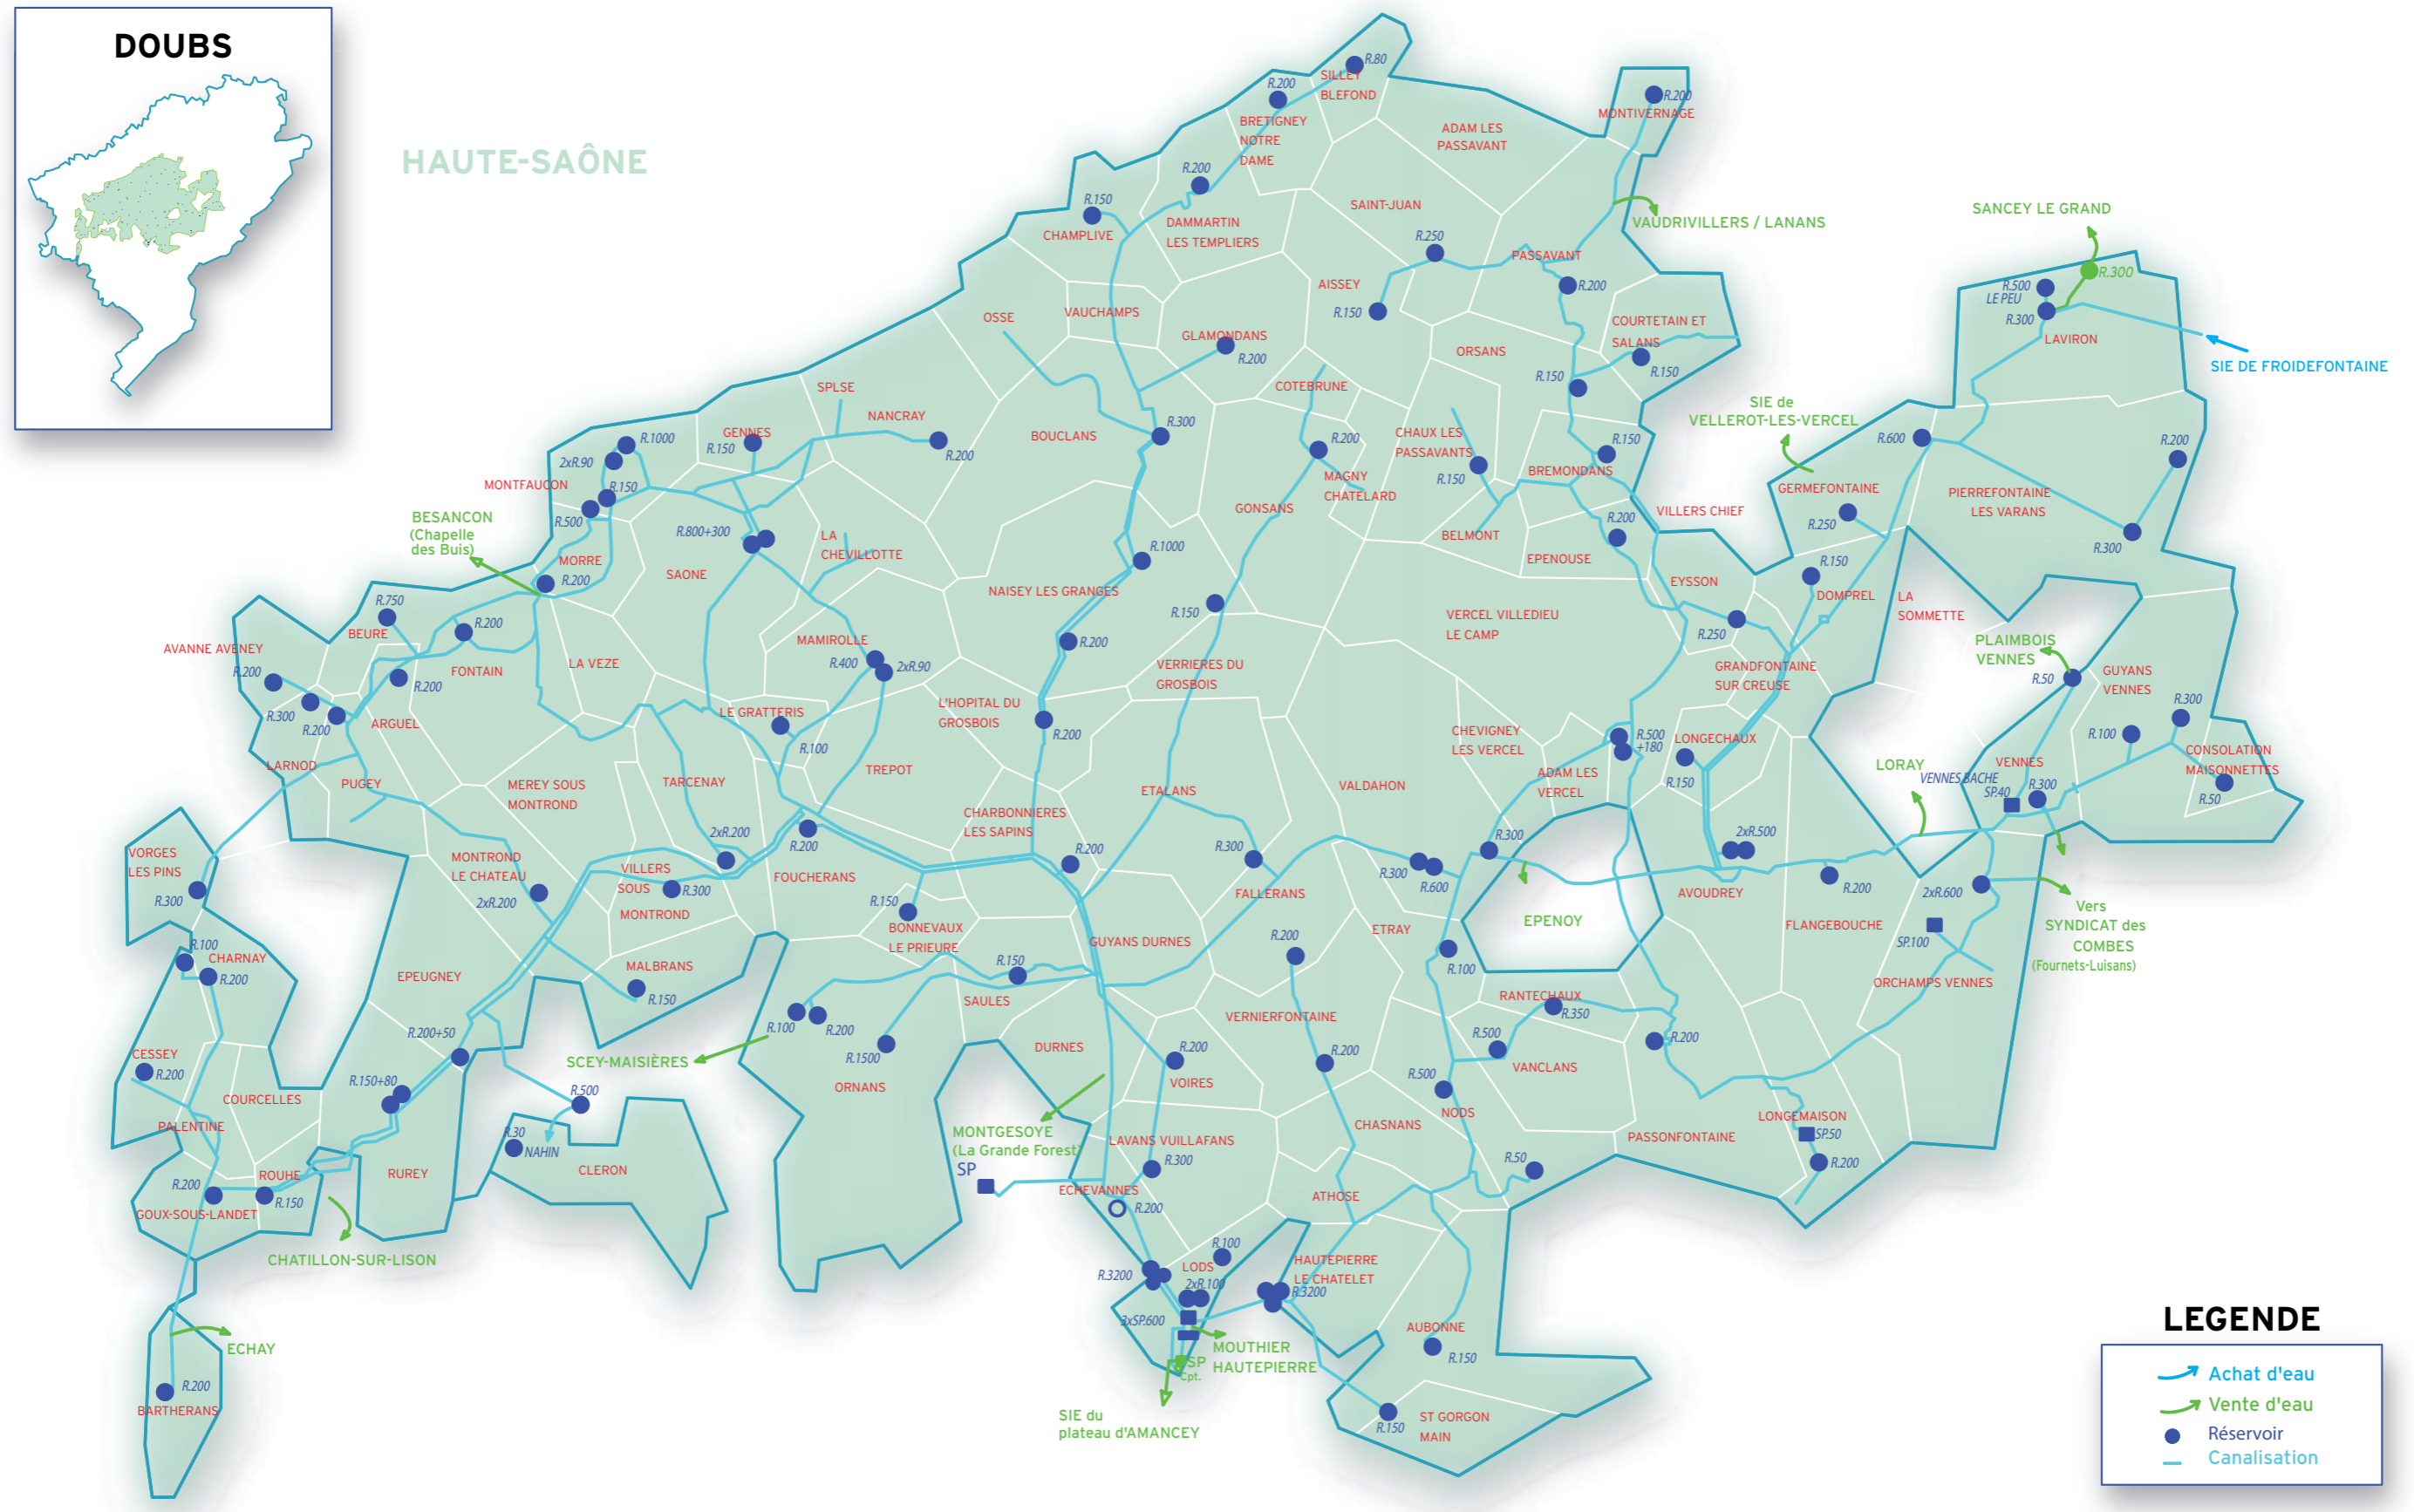 DOUBS
HAUTE-SAÔNE
R.80
SILLEY
BLEFOND
R.200
BRETIGNEY
NOTRE
DAME
ADAM LES
PASSAVANT
R.200
MONTIVERNAGE
R.200
DAMMARTIN
LES TEMPLIERS
R.150
CHAMPLIVE
SAINT-JUAN
R.250
PASSAVANT
R.200
VAUDRIVILLERS / LANANS
SANCEY LE GRAND
R.300
R.500
LE PEU
R.300
LAVIRON
SIE DE FROIDEFONTAINE
AISSEY
R.150
OSSE
VAUCHAMPS
GLAMONDANS
R.200
COURTETAIN ET
SALANS
R.150
R.150
ORSANS
COTEBRUNE
SPLSE
NANCRAY
R.200
GENNES
R.150
R.1000
2xR.90
MONTFAUCON
R.150
R.500
BOUCLANS
R.300
R.200
MAGNY
CHATELARD
CHAUX LES
PASSAVANTS
R.150
R.150
BREMONDANS
SIE de
VELLEROT-LES-VERCEL
R.600
R.200
GERMEFONTAINE
R.250
PIERREFONTAINE
LES VARANS
R.300
BESANCON
(Chapelle
des Buis)
MORRE
R.200
R.800+300
SAONE
LA
CHEVILLOTTE
GONSANS
R.1000
NAISEY LES GRANGES
BELMONT
R.200
EPENOUSE
VILLERS CHIEF
EYSSON
R.150
DOMPREL
LA
SOMMETTE
R.750
BEURE
R.200
AVANNE AVENEY
R.200
R.300
R.200
R.200
ARGUEL
FONTAIN
LA VEZE
MAMIROLLE
R.400
2xR.90
R.200
R.150
VERRIERES DU
GROSBOIS
VERCEL VILLEDIEU
LE CAMP
R.250
GRANDFONTAINE
SUR CREUSE
PLAIMBOIS
VENNES
R.50
GUYANS
VENNES
R.300
R.100
CONSOLATION
MAISONNETTES
R.50
LARNOD
PUGEY
MEREY SOUS
MONTROND
TARCENAY
LE GRATTERIS
R.100
TREPOT
L'HOPITAL DU
GROSBOIS
R.200
CHARBONNIERES
LES SAPINS
ETALANS
VALDAHON
CHEVIGNEY
LES VERCEL
ADAM LES
VERCEL
R.500
+180
LONGECHAUX
R.150
LORAY
VENNES BACHE
SP.40
VENNES
R.300
VORGES
LES PINS
R.300
MONTROND
LE CHATEAU
2xR.200
VILLERS
SOUS
MONTROND
R.300
2xR.200
R.200
FOUCHERANS
R.150
BONNEVAUX
LE PRIEURE
R.200
R.300
FALLERANS
R.300
R.600
R.300
EPENOY
2xR.500
AVOUDREY
R.200
FLANGEBOUCHE
2xR.600
SP.100
ORCHAMPS VENNES
Vers
SYNDICAT des
COMBES
(Fournets-Luisans)
R.100
CHARNAY
R.200
EPEUGNEY
MALBRANS
R.150
GUYANS DURNES
R.150
SAULES
R.200
ETRAY
R.100
RANTECHAUX
R.350
R.500
VANCLANS
R.200
VERNIERFONTAINE
CESSEY
R.200
COURCELLES
PALENTINE
R.200+50
R.150+80
SCEY-MAISIÈRES
R.100
R.200
R.1500
ORNANS
DURNES
R.200
VOIRES
R.200
R.500
NODS
CHASNANS
R.500
R.30
NAHIN
CLERON
MONTGESOYE
(La Grande Forest)
SP
LAVANS VUILLAFANS
R.300
ECHEVANNES
R.200
PASSONFONTAINE
LONGEMAISON
SP.50
R.200
R.50
ATHOSE
ROUHE
R.200
R.150
GOUX-SOUS-LANDET
RUREY
CHATILLON-SUR-LISON
R.3200
LODS
R.100
2xR.100
3xSP.600
HAUTEPIERRE
LE CHATELET
R.3200
MOUTHIER
HAUTEPIERRE
SP
Cpt.
SIE du
plateau d'AMANCEY
AUBONNE
R.150
R.150
ST GORGON
MAIN
ECHAY
R.200
BARTHERANS
LEGENDE
Achat d'eau
Vente d'eau
Réservoir
Canalisation